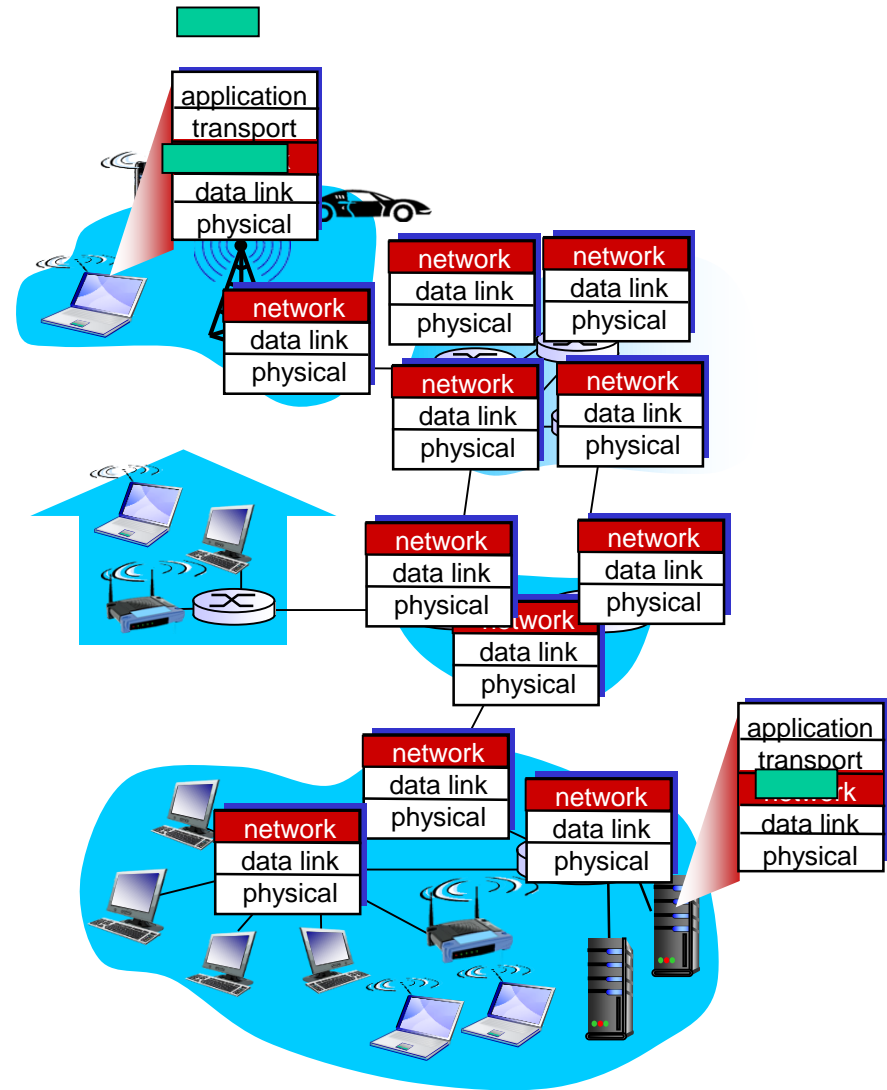 application
transport
data link
physical
network
data link
physical
network
data link
physical
network
data link
physical
network
data link
physical
network
data link
physical
network
data link
physical
network
data link
physical
network
data link
physical
application
transport
network
data link
physical
network
data link
physical
network
data link
physical
network
data link
physical